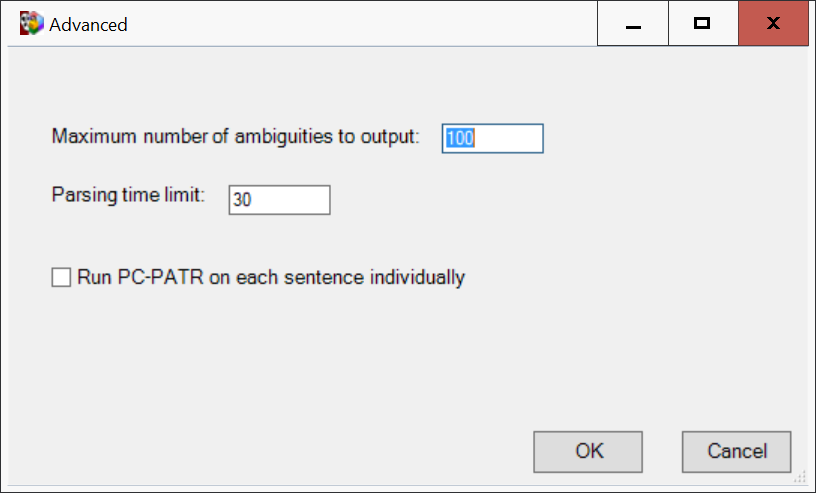 Advanced
Maximum number of ambiguities to output: 100
Parsing time limit: 30
Run PC-PATR on each sentence individually
OK Cancel